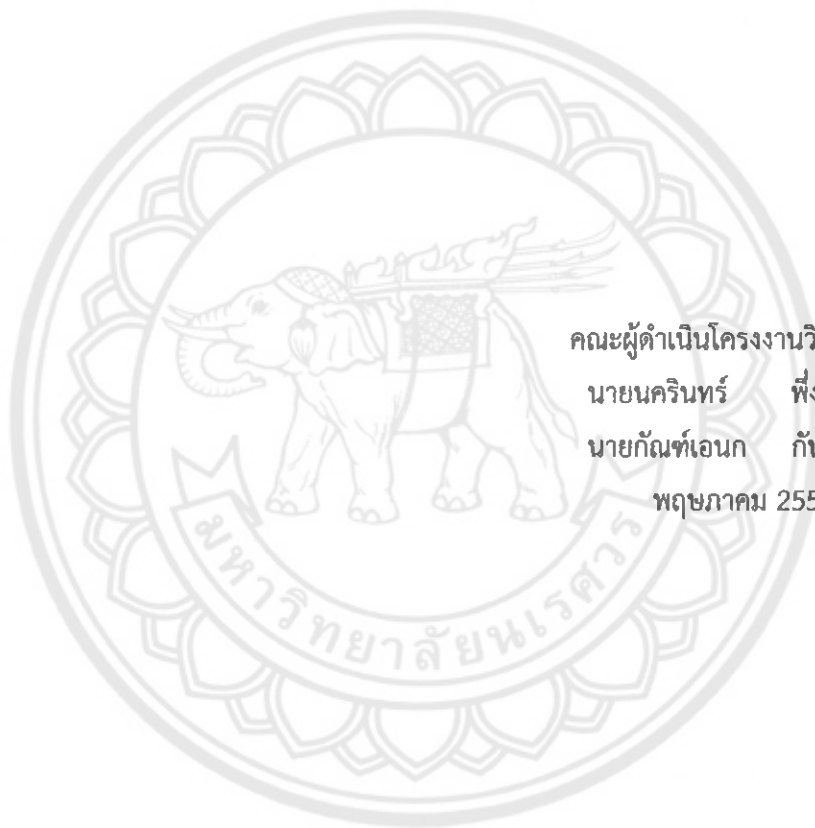 คณะผู้ดำเนินโครงงานวิ
นายนครินทร์ พึ่
นายกัณฑ์เอนก กั
พฤษภาคม 255
มหาวิทยาลัยนเรศวร